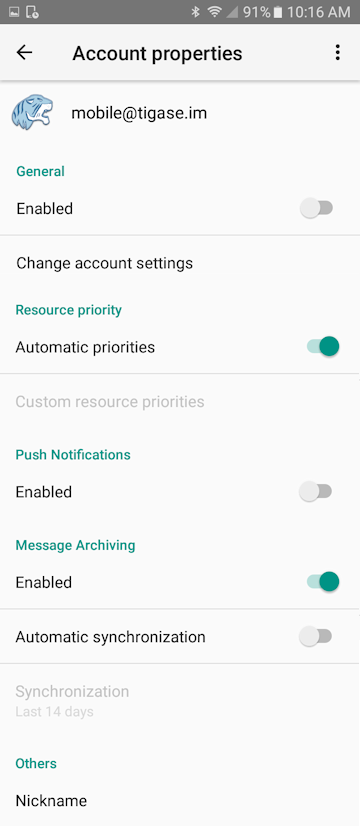 91% 10:16 AM
Account properties
mobile@tigase.im
General
Enabled
Change account settings
Resource priority
Automatic priorities
Custom resource priorities
Push Notifications
Enabled
Message Archiving
Enabled
Automatic synchronization
Synchronization
Last 14 days
Others
Nickname